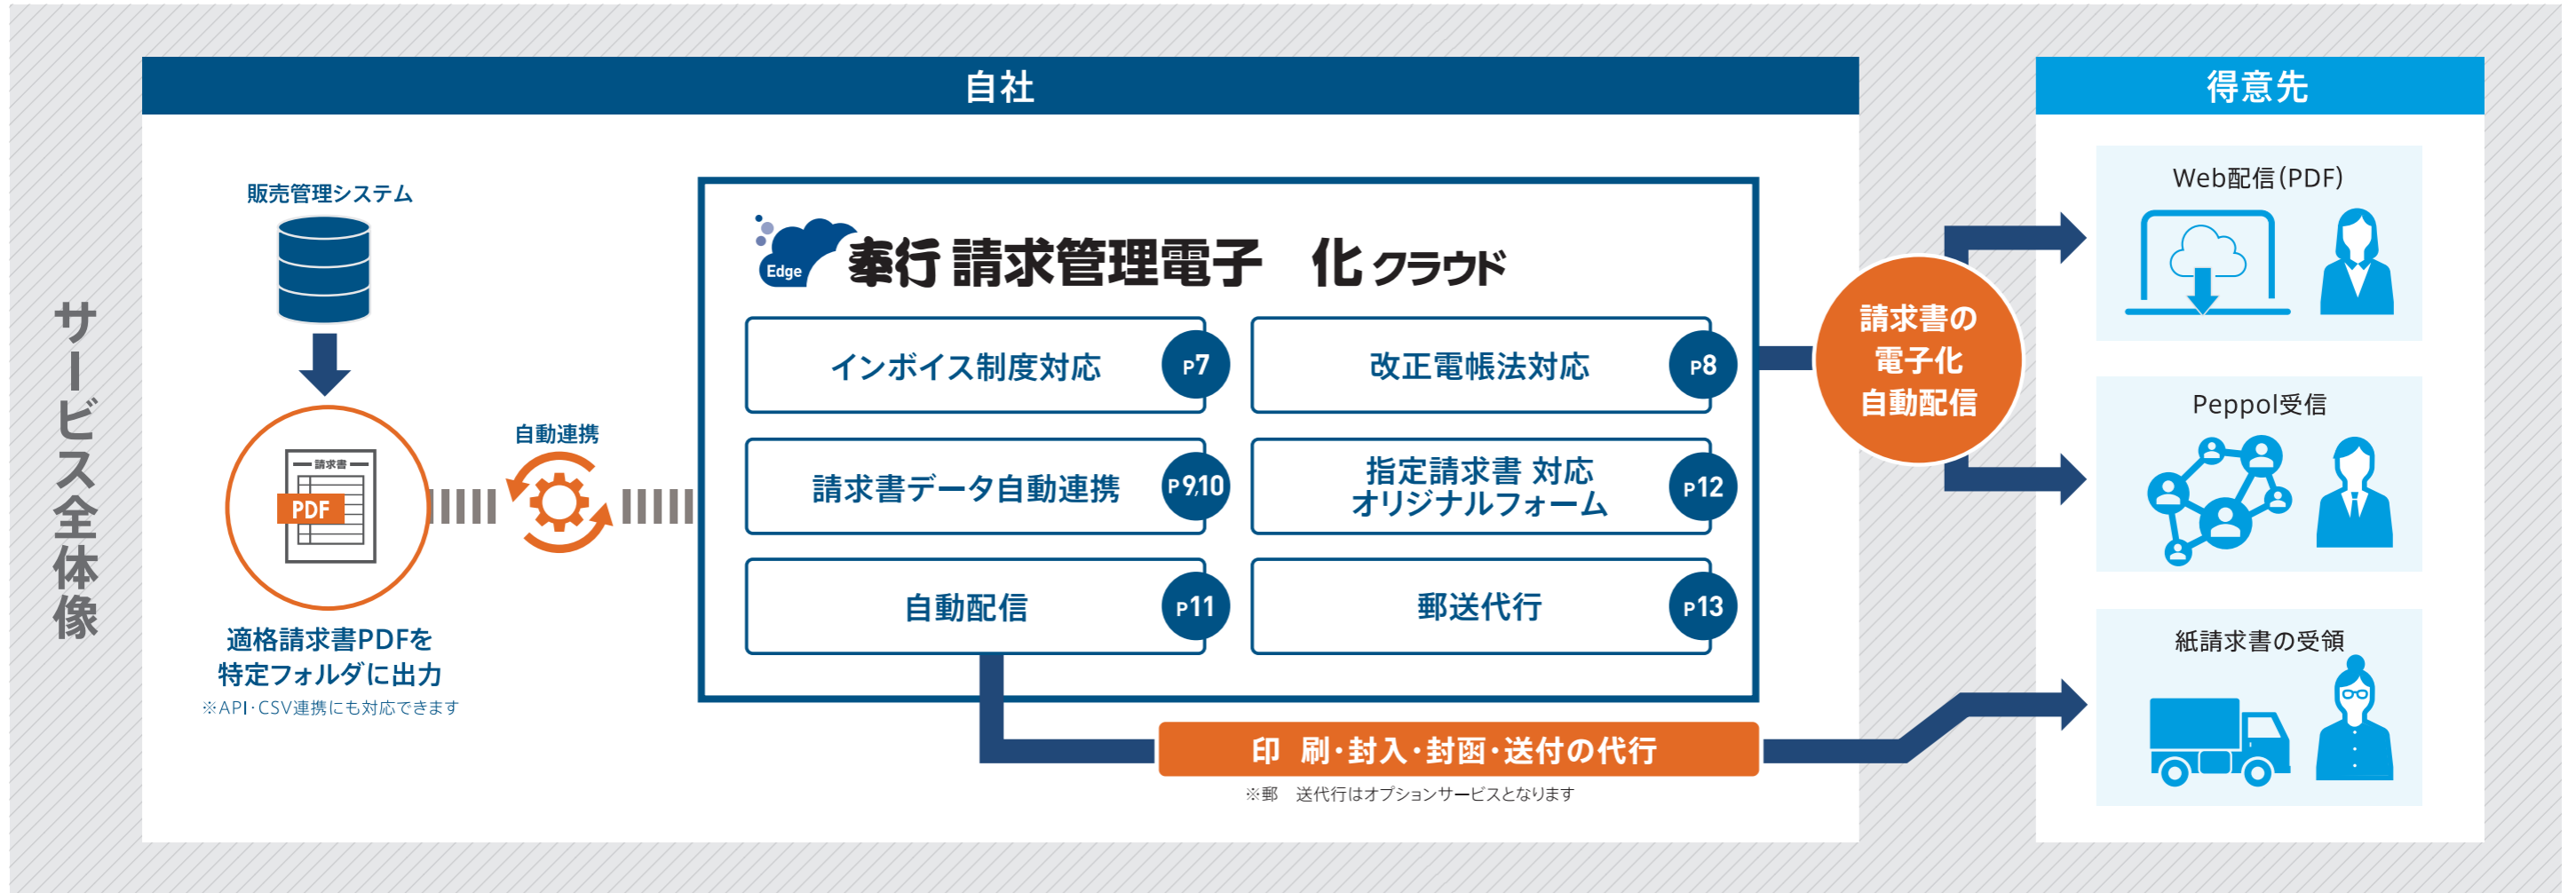 サービス全体像
自社
販売管理システム
請求書
PDF
適格請求書PDFを
特定フォルダに出力
※API・CSV連携にも対応できます
自動連携
Edge
奉行 請求管理電子　化 クラウド
インボイス制度対応 P7
改正電帳法対応 P8
請求書データ自動連携 P9,10
指定請求書 対応
オリジナルフォーム P12
自動配信 P11
郵送代行 P13
印 刷・封入・封函・送付の代行
※郵　送代行はオプションサービスとなります
請求書の
電子化
自動配信
得意先
Web配信(PDF)
Peppol受信
紙請求書の受領